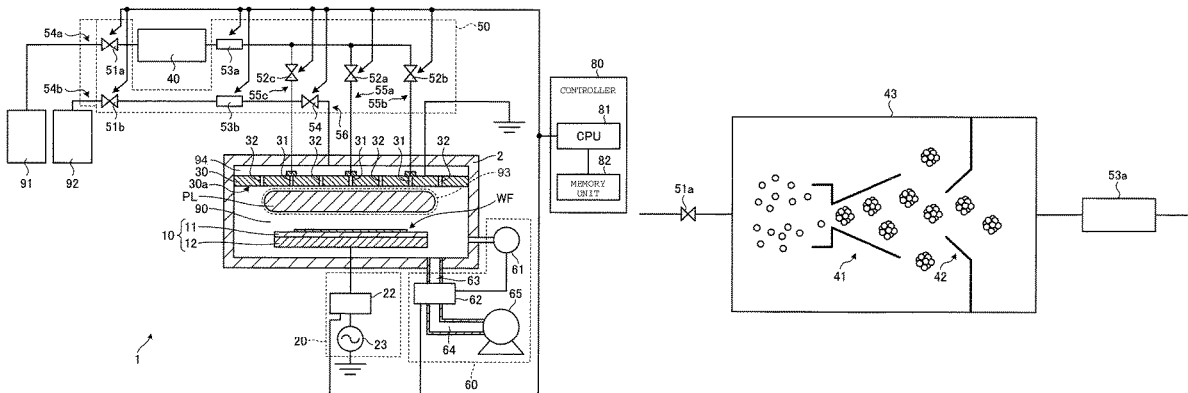 54a
51a
40
53a
50
52c
52a
52b
55a
55c
55b
54b
51b
53b
54
56
91
92
80
CONTROLLER
81
CPU
82
MEMORY
UNIT
32
31
32
31
32
31
32
2
94
30
30a
93
PL
WF
90
10
11
12
61
63
62
65
64
60
22
23
20
1
43
51a
53a
41
42